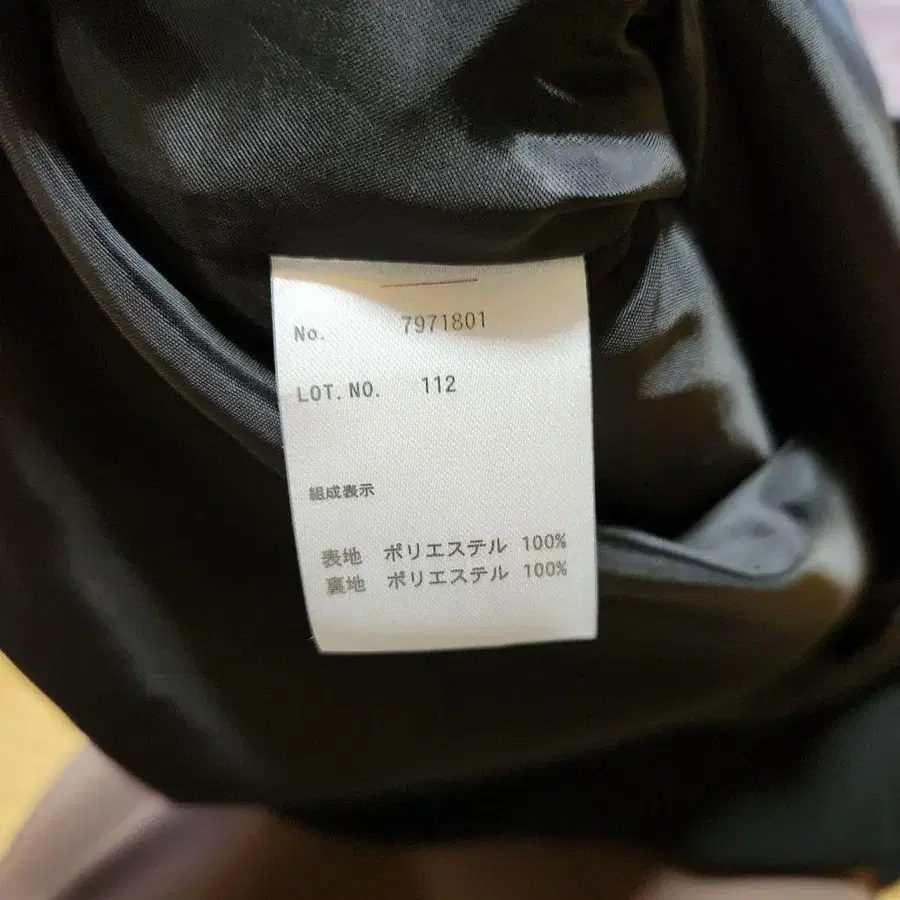 No. 7971801
LOT. NO. 112
組成表示
表地 ポリエステル 100%
裏地 ポリエステル 100%